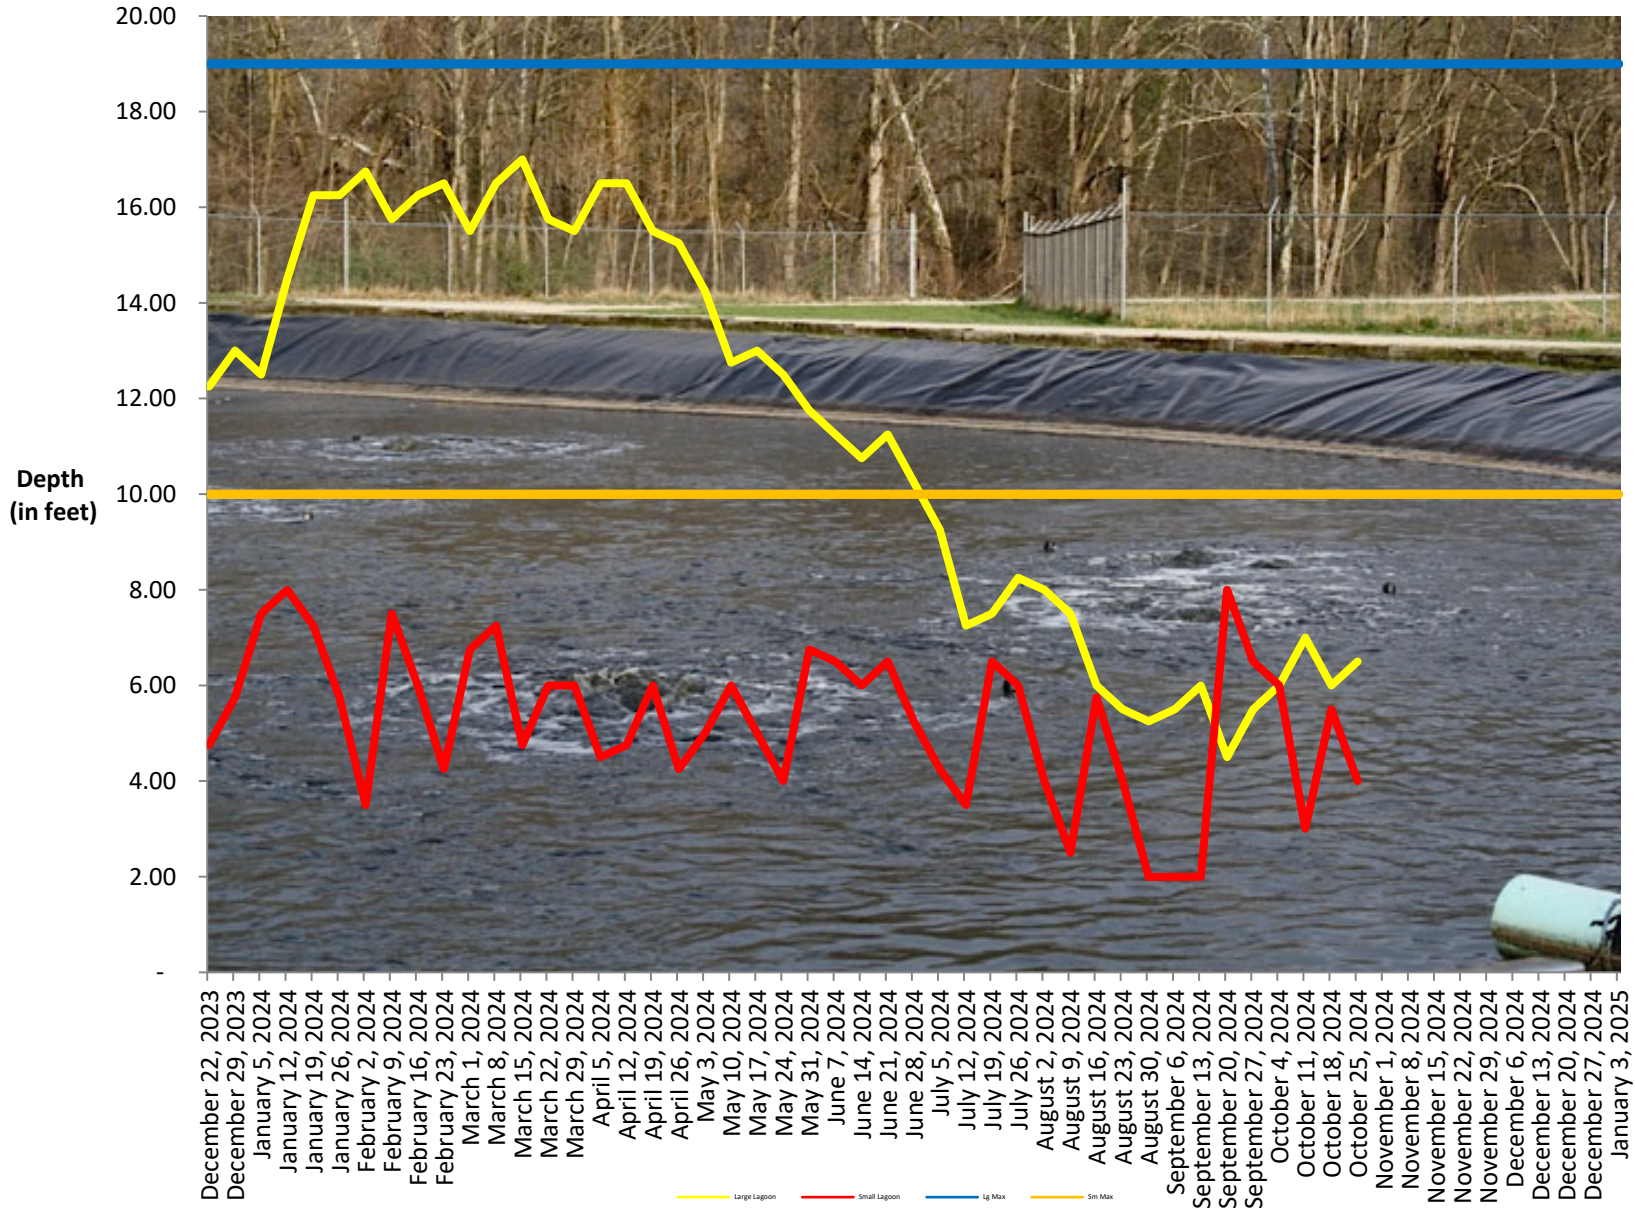 20.00
18.00
16.00
14.00
12.00
10.00
8.00
6.00
4.00
2.00
-
Depth
(in feet)
December 22, 2023
December 29, 2023
January 5, 2024
January 12, 2024
January 19, 2024
January 26, 2024
February 2, 2024
February 9, 2024
February 16, 2024
February 23, 2024
March 1, 2024
March 8, 2024
March 15, 2024
March 22, 2024
March 29, 2024
April 5, 2024
April 12, 2024
April 19, 2024
April 26, 2024
May 3, 2024
May 10, 2024
May 17, 2024
May 24, 2024
May 31, 2024
June 7, 2024
June 14, 2024
June 21, 2024
June 28, 2024
July 5, 2024
July 12, 2024
July 19, 2024
July 26, 2024
August 2, 2024
August 9, 2024
August 16, 2024
August 23, 2024
August 30, 2024
September 6, 2024
September 13, 2024
September 20, 2024
September 27, 2024
October 4, 2024
October 11, 2024
October 18, 2024
October 25, 2024
November 1, 2024
November 8, 2024
November 15, 2024
November 22, 2024
November 29, 2024
December 6, 2024
December 13, 2024
December 20, 2024
December 27, 2024
January 3, 2025
Large Lagoon
Small Lagoon
Lg Max
Sm Max